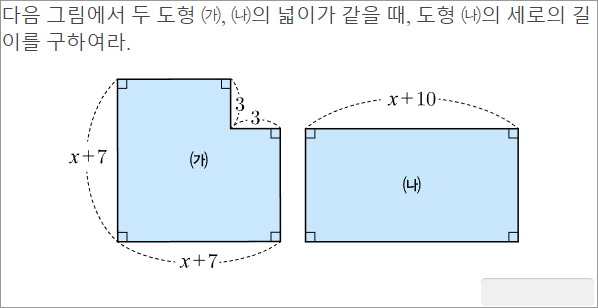 다음 그림에서 두 도형 ㈎, ㈏의 넓이가 같을 때, 도형 ㈏의 세로의 길
이를 구하여라.
x+10
3
3
x+7
㈎
㈏
x+7